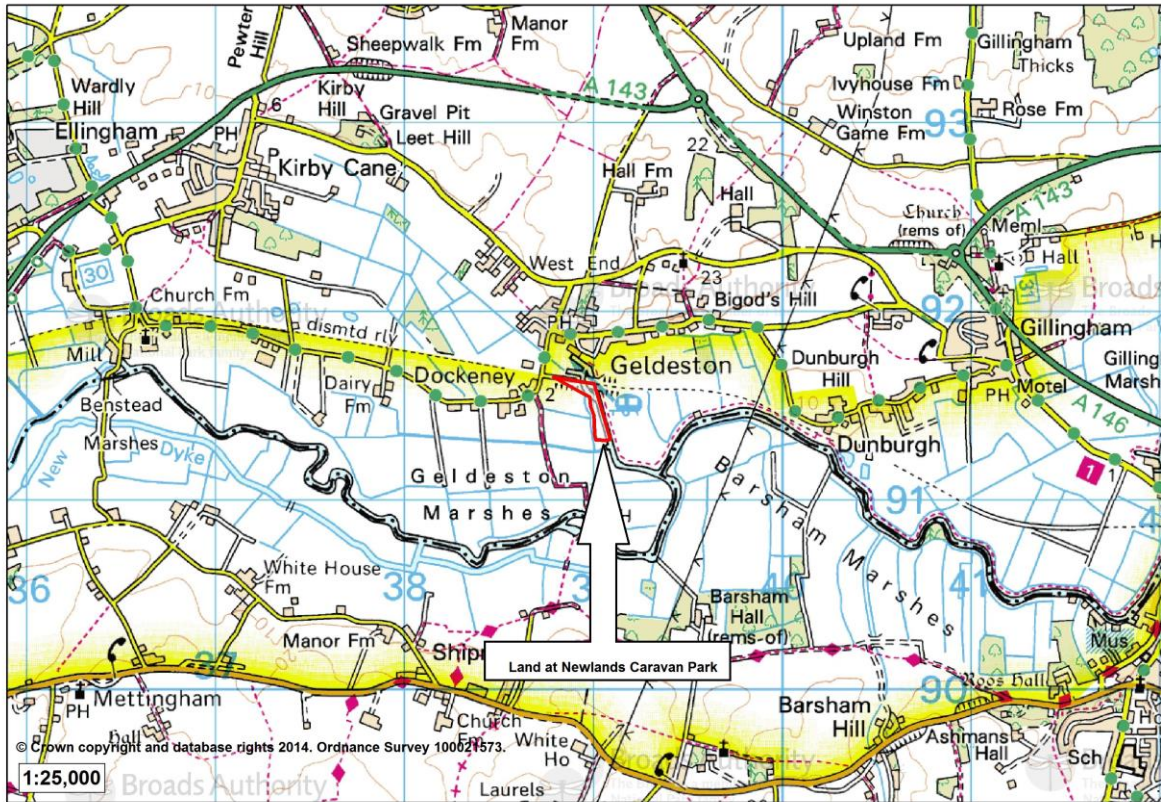 Pewter
Hill
Sheepwalk Fm
Manor
Fm
Upland Fm
Gillingham
Thicks
Wardly
Hill
Kirby
Hill
A 143
Ivyhouse Fm
Rose Fm
Gravel Pit
Leet Hill
Winston
Game Fm
93
10
6
PH
Ellingham
P
Kirby Cane
22
Hall Fm
Hall
Church
(rems of)
A 143
Meml
Hall
30
West End
23
Bigod's Hill
92
31
Church Fm
Broads Authority
Broads Authority
Broads
dismtd rly
PH
Gillingham
Mill
Geldeston
Dunburgh
Hill
Gilling
Marsh
Dairy
Fm
Dockeney
2
10
Motel
PH
A 146
Benstead
Marshes
Dunburgh
New
Dyke
Geldeston
Marshes
1
1
91
Barsham
Marshes
36
White House
Fm
38
40
41
Barsham
Hall
(rems of)
Manor Fm
Ship
Land at Newlands Caravan Park
Mus
Roos Hall
90
Mettingham
PH
Hall
Church
Fm
White
Ho
Barsham
Hill
Ashmans
Hall
Sch
© Crown copyright and database rights 2014. Ordnance Survey 100021573.
1:25,000
Broads Authority
Laurels